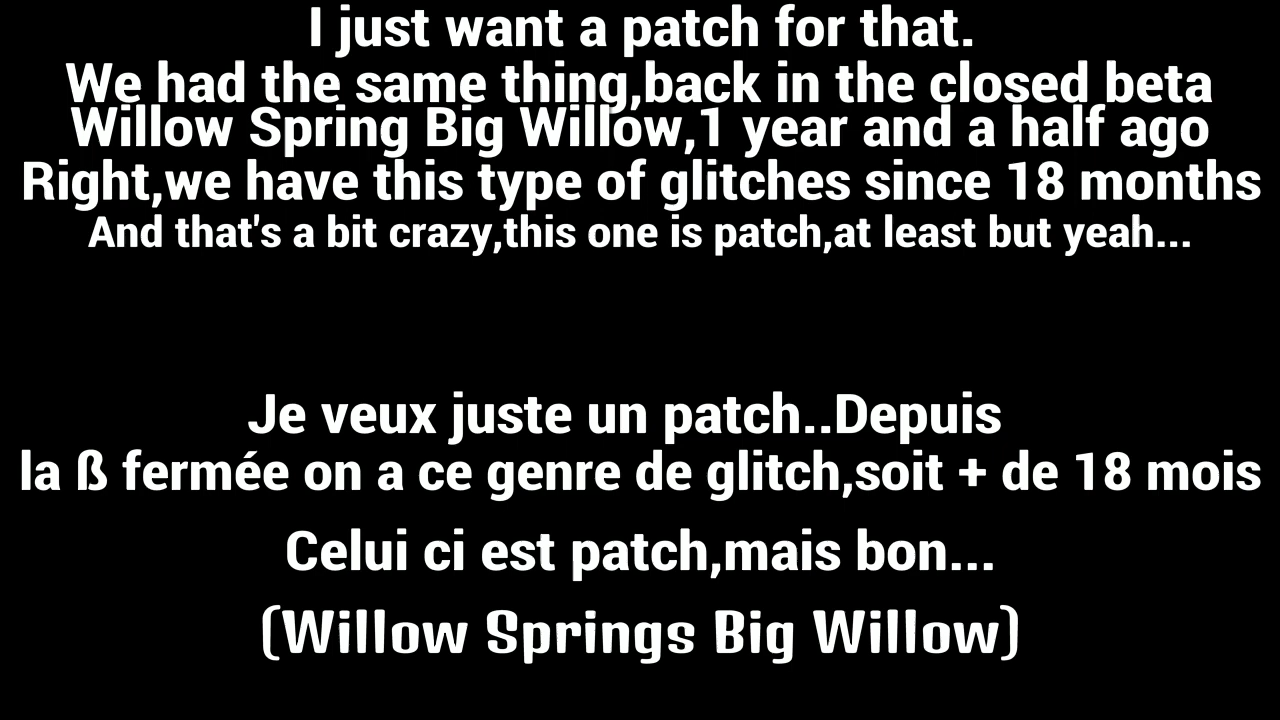 I just want a patch for that.
We had the same thing,back in the closed beta
Willow Spring Big Willow,1 year and a half ago
Right,we have this type of glitches since 18 months
And that's a bit crazy,this one is patch,at least but yeah...
Je veux juste un patch..Depuis
la ß fermée on a ce genre de glitch,soit + de 18 mois
Celui ci est patch,mais bon...
(Willow Springs Big Willow)